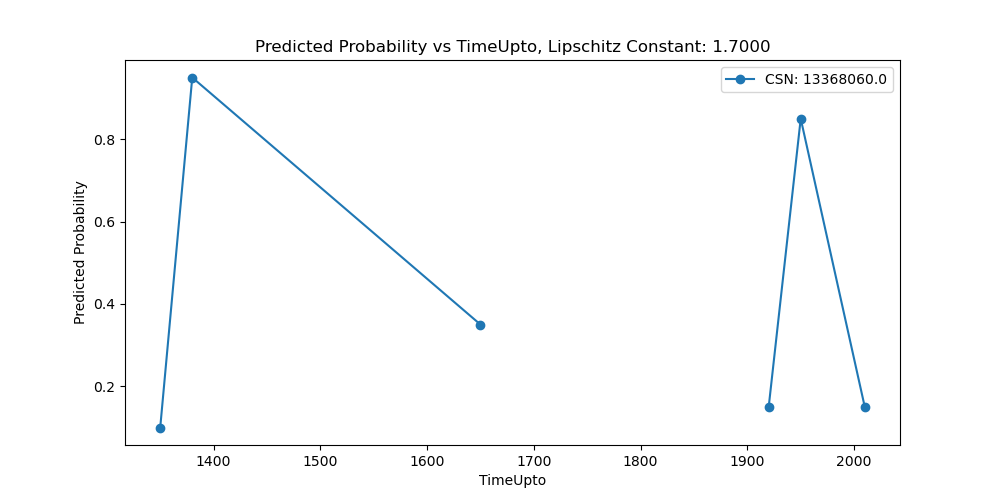 Predicted Probability vs TimeUpto, Lipschitz Constant: 1.7000
CSN: 13368060.0
Predicted Probability
0.8
0.6
0.4
0.2
1400 1500 1600 1700 1800 1900 2000
TimeUpto